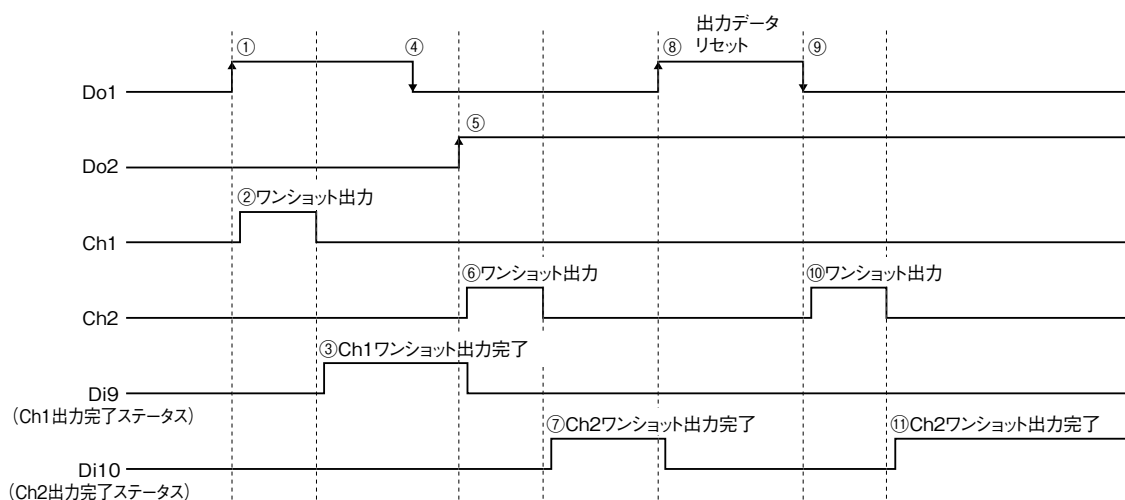 出力データ
リセット
① ④ ⑧ ⑨
Do1
⑤
Do2
②ワンショット出力
Ch1
⑥ワンショット出力 ⑩ワンショット出力
Ch2
③Ch1ワンショット出力完了
Di9
(Ch1出力完了ステータス)
⑦Ch2ワンショット出力完了 ⑪Ch2ワンショット出力完了
Di10
(Ch2出力完了ステータス)